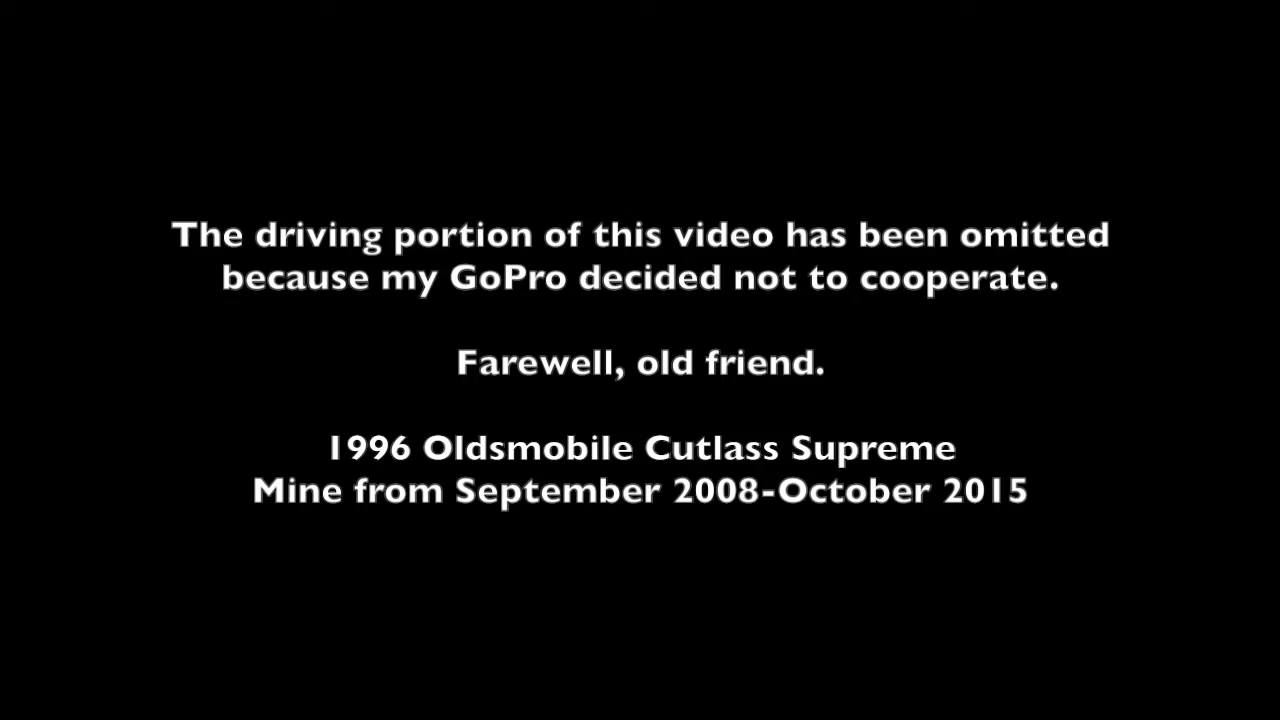 The driving portion of this video has been omitted
because my GoPro decided not to cooperate.
Farewell, old friend.
1996 Oldsmobile Cutlass Supreme
Mine from September 2008-October 2015